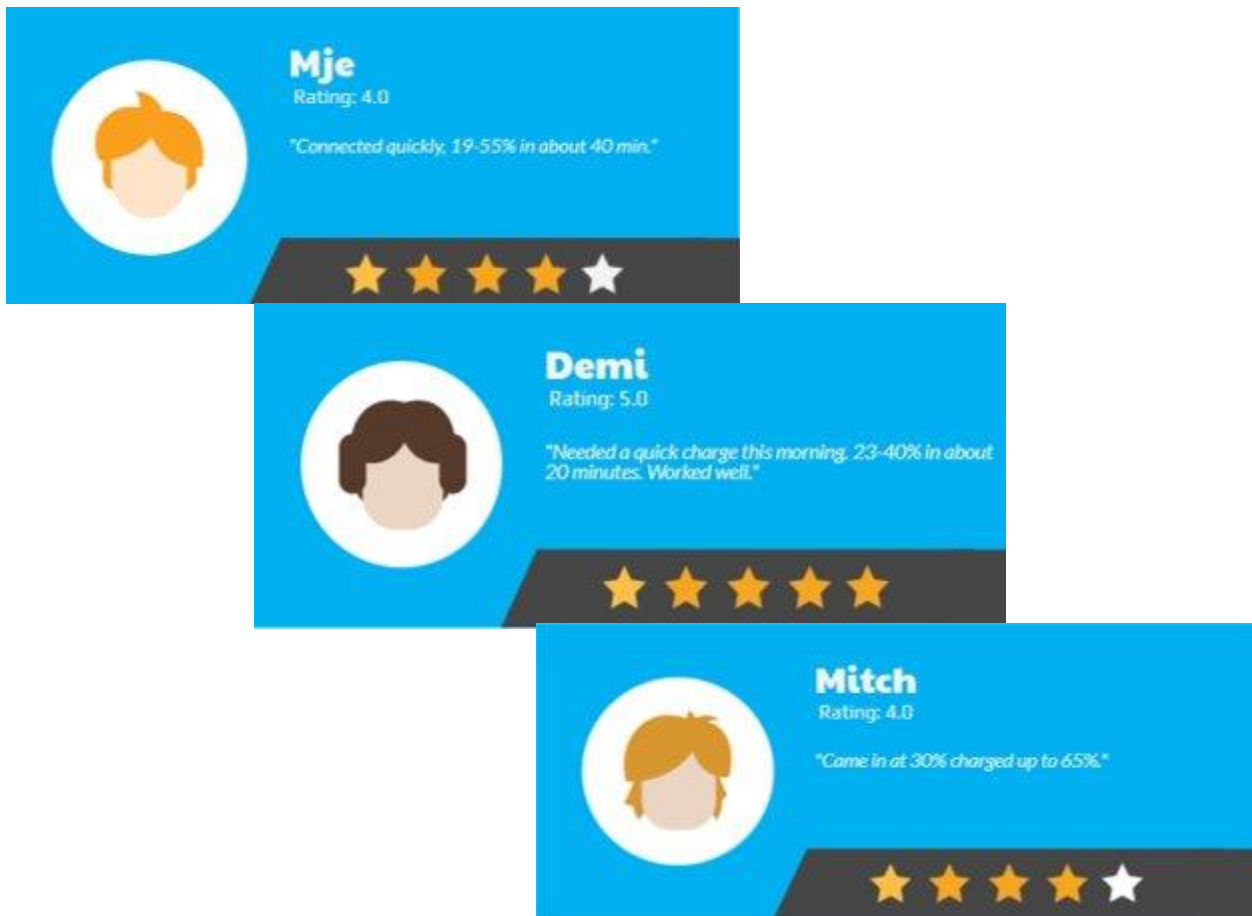 Mje
Rating: 4.0
"Connected quickly, 19-55% in about 40 min."
Demi
Rating: 5.0
"Needed a quick charge this morning. 23-40% in about
20 minutes. Worked well."
Mitch
Rating: 4.0
"Came in at 30% charged up to 65%."